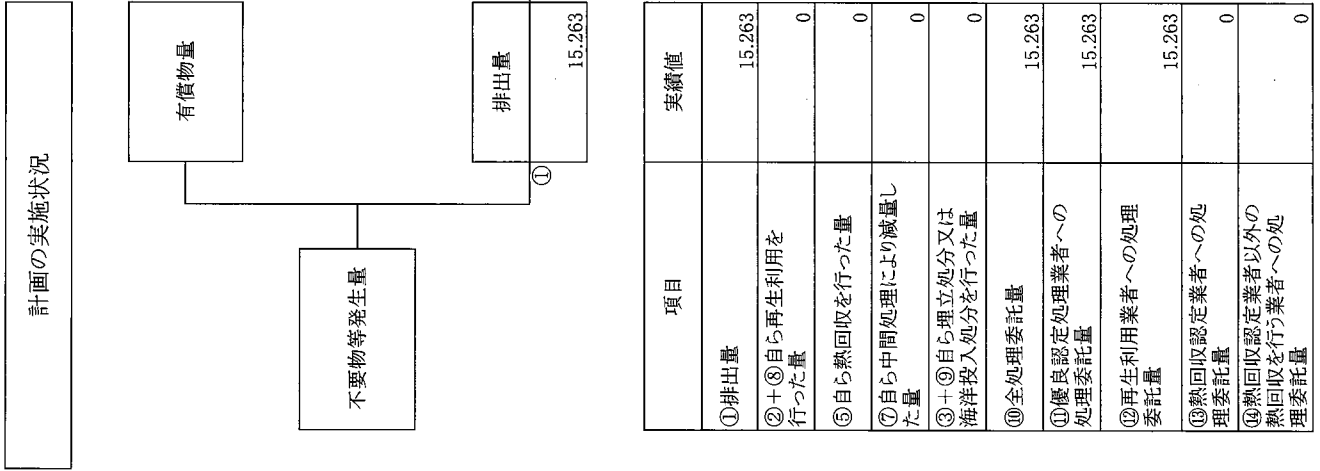 計画の実施状況
有償物量
不要物等発生量
排出量
①
15.263
項目
実績値
①排出量
15.263
②+⑧自ら再生利用を
行った量
0
⑤自ら熱回収を行った量
0
⑦自ら中間処理により減量し
た量
0
③+⑨自ら埋立処分又は
海洋投入処分を行った量
0
⑩全処理委託量
15.263
⑪優良認定処理業者への
処理委託量
15.263
⑫再生利用業者への処理
委託量
15.263
⑬熱回収認定業者への処
理委託量
0
⑭熱回収認定業者以外の
熱回収を行う業者への処
理委託量
0